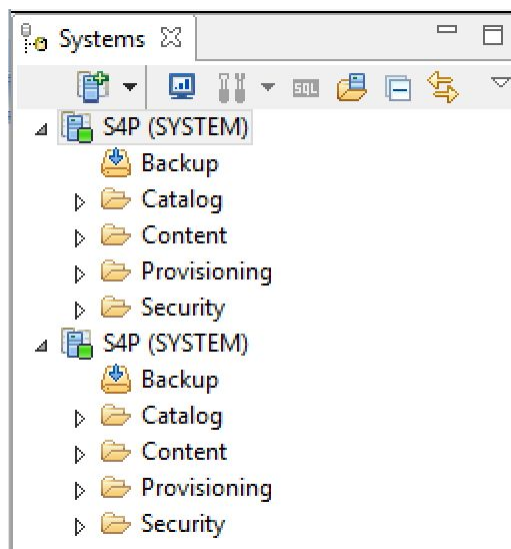 Systems
SQL
S4P (SYSTEM)
Backup
Catalog
Content
Provisioning
Security
S4P (SYSTEM)
Backup
Catalog
Content
Provisioning
Security